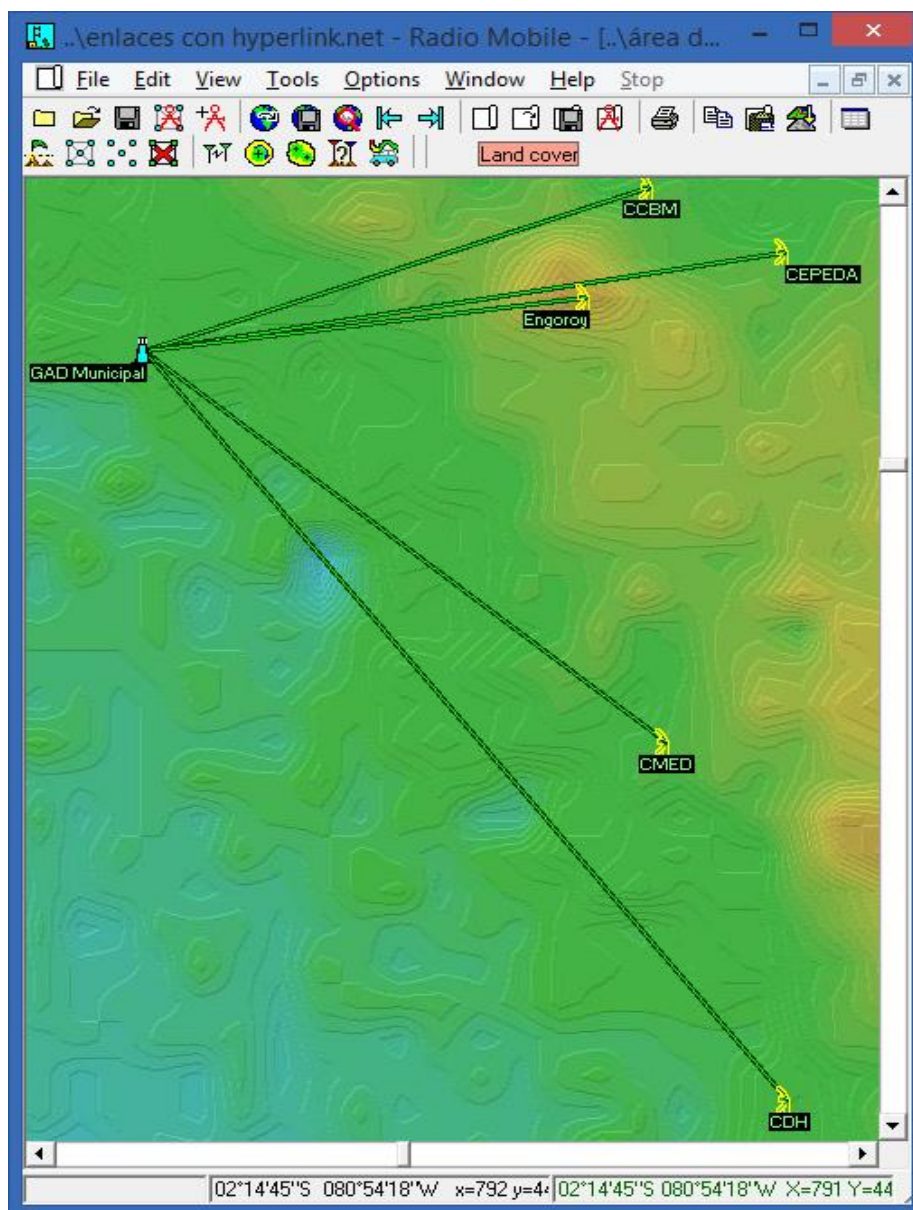 ..\enlaces con hyperlink.net - Radio Mobile - [..\área d...
File Edit View Tools Options Window Help Stop
Land cover
CCBM
CEPEDA
Engoroy
GAD Municipal
CMED
CDH
02°14'45''S 080°54'18''W x=792 y=44 02°14'45''S 080°54'18''W X=791 Y=44